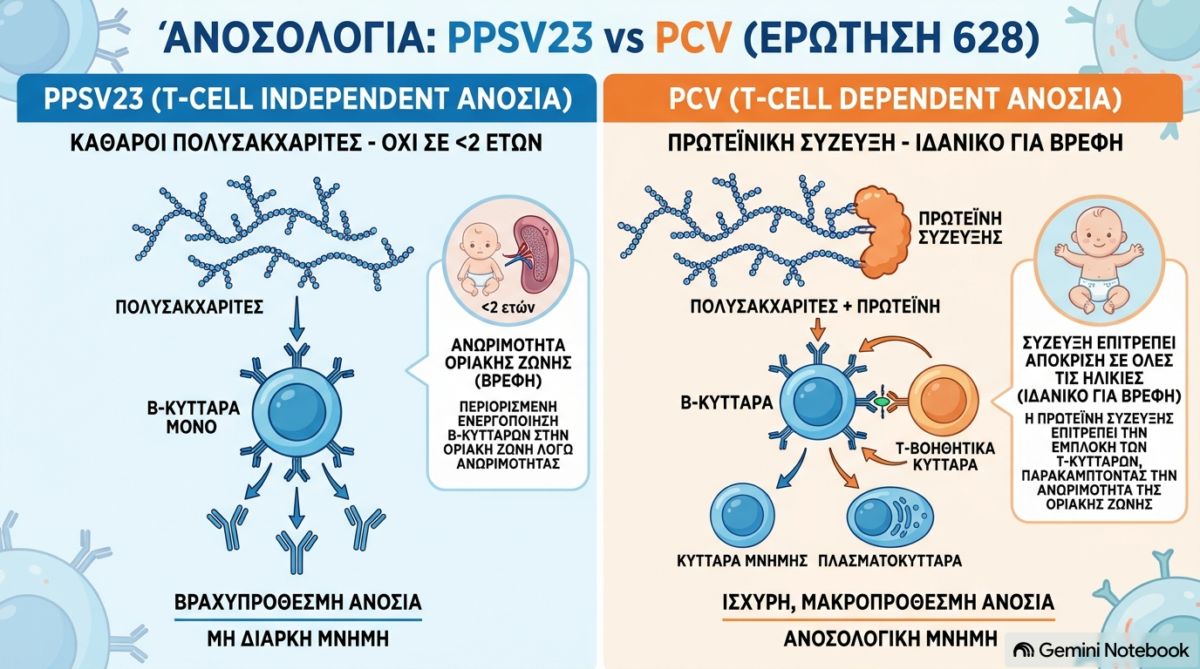 ΆΝΟΣΟΛΟΓΙΑ: PPSV23 vs PCV (ΕΡΩΤΗΣΗ 628)
PPSV23 (T-CELL INDEPENDENT ΑΝΟΣΙΑ)
ΚΑΘΑΡΟΙ ΠΟΛΥΣΑΚΧΑΡΙΤΕΣ - ΟΧΙ ΣΕ <2 ΕΤΩΝ
ΠΟΛΥΣΑΚΧΑΡΙΤΕΣ
Β-ΚΥΤΤΑΡΑ
ΜΟΝΟ
<2 ετών
ΑΝΩΡΙΜΟΤΗΤΑ
ΟΡΙΑΚΗΣ ΖΩΝΗΣ
(ΒΡΕΦΗ)
ΠΕΡΙΟΡΙΣΜΕΝΗ
ΕΝΕΡΓΟΠΟΙΗΣΗ
Β-ΚΥΤΤΑΡΩΝ ΣΤΗΝ
ΟΡΙΑΚΗ ΖΩΝΗ ΛΟΓΩ
ΑΝΩΡΙΜΟΤΗΤΑΣ
ΒΡΑΧΥΠΡΟΘΕΣΜΗ ΑΝΟΣΙΑ
ΜΗ ΔΙΑΡΚΗ ΜΝΗΜΗ
PCV (T-CELL DEPENDENT ΑΝΟΣΙΑ)
ΠΡΩΤΕΪΝΙΚΗ ΣΥΖΕΥΞΗ - ΙΔΑΝΙΚΟ ΓΙΑ ΒΡΕΦΗ
ΠΡΩΤΕΪΝΗ
ΣΥΖΕΥΞΗΣ
ΠΟΛΥΣΑΚΧΑΡΙΤΕΣ + ΠΡΩΤΕΪΝΗ
Β-ΚΥΤΤΑΡΑ
Τ-ΒΟΗΘΗΤΙΚΑ
ΚΥΤΤΑΡΑ
ΚΥΤΤΑΡΑ ΜΝΗΜΗΣ
ΠΛΑΣΜΑΤΟΚΥΤΤΑΡΑ
ΣΥΖΕΥΞΗ ΕΠΙΤΡΕΠΕΙ
ΑΠΟΚΡΙΣΗ ΣΕ ΟΛΕΣ
ΤΙΣ ΗΛΙΚΙΕΣ
(ΙΔΑΝΙΚΟ ΓΙΑ ΒΡΕΦΗ)
Η ΠΡΩΤΕΪΝΗ ΣΥΖΕΥΞΗΣ
ΕΠΙΤΡΕΠΕΙ ΤΗΝ
ΕΜΠΛΟΚΗ ΤΩΝ
Τ-ΚΥΤΤΑΡΩΝ,
ΠΑΡΑΚΑΜΠΤΟΝΤΑΣ ΤΗΝ
ΑΝΩΡΙΜΟΤΗΤΑ ΤΗΣ
ΟΡΙΑΚΗΣ ΖΩΝΗΣ
ΙΣΧΥΡΗ, ΜΑΚΡΟΠΡΟΘΕΣΜΗ ΑΝΟΣΙΑ
ΑΝΟΣΟΛΟΓΙΚΗ ΜΝΗΜΗ
Gemini Notebook